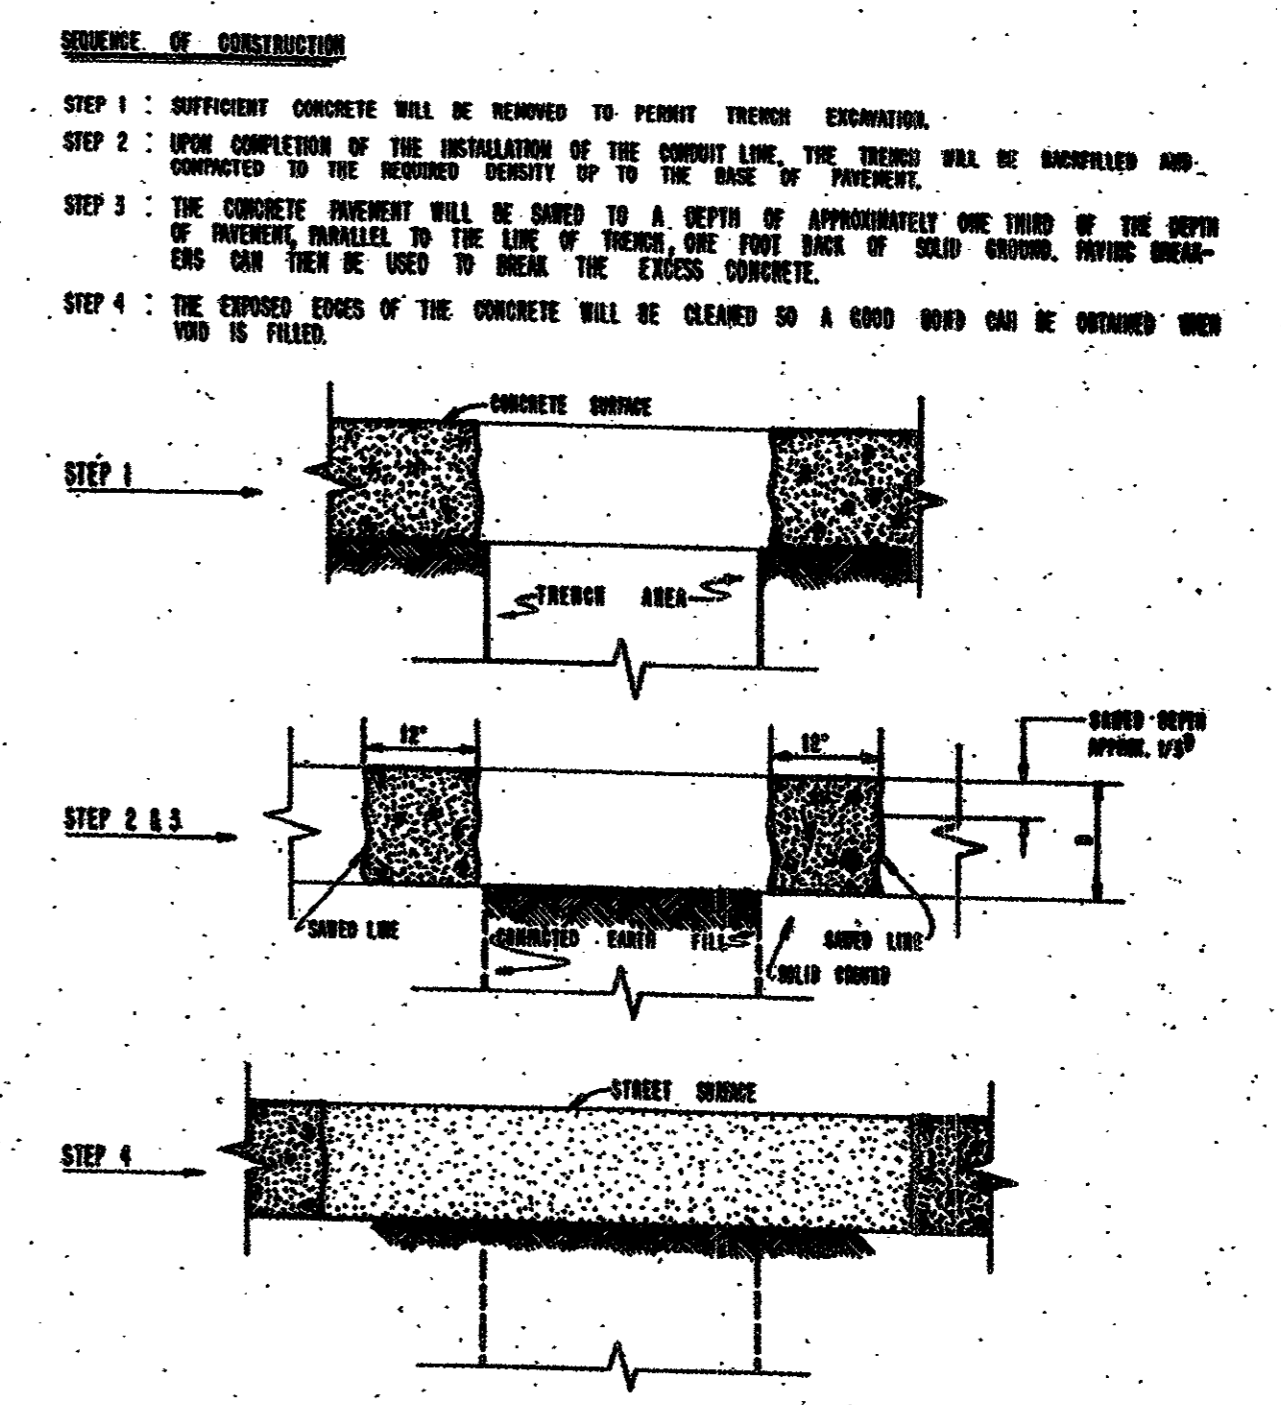 SEQUENCE OF CONSTRUCTION
STEP 1 : SUFFICIENT CONCRETE WILL BE REMOVED TO PERMIT TRENCH EXCAVATION.
STEP 2 : UPON COMPLETION OF THE INSTALLATION OF THE CONDUIT LINE, THE TRENCH WILL BE BACKFILLED AND
COMPACTED TO THE REQUIRED DENSITY UP TO THE BASE OF PAVEMENT.
STEP 3 : THE CONCRETE PAVEMENT WILL BE SAWED TO A DEPTH OF APPROXIMATELY ONE THIRD OF THE DEPTH
OF PAVEMENT, PARALLEL TO THE LINE OF TRENCH, ONE FOOT BACK OF SOLID GROUND. PAVING BREAK-
ERS CAN THEN BE USED TO BREAK THE EXCESS CONCRETE.
STEP 4 : THE EXPOSED EDGES OF THE CONCRETE WILL BE CLEANED SO A GOOD BOND CAN BE OBTAINED WHEN
VOID IS FILLED.
CONCRETE SURFACE
STEP 1
TRENCH AREA
12"
12"
SAWED DEPTH
APPROX. 1/3 D
STEP 2 & 3
D
SAWED LINE
COMPACTED EARTH FILL
SAWED LINE
SOLID GROUND
STREET SURFACE
STEP 4